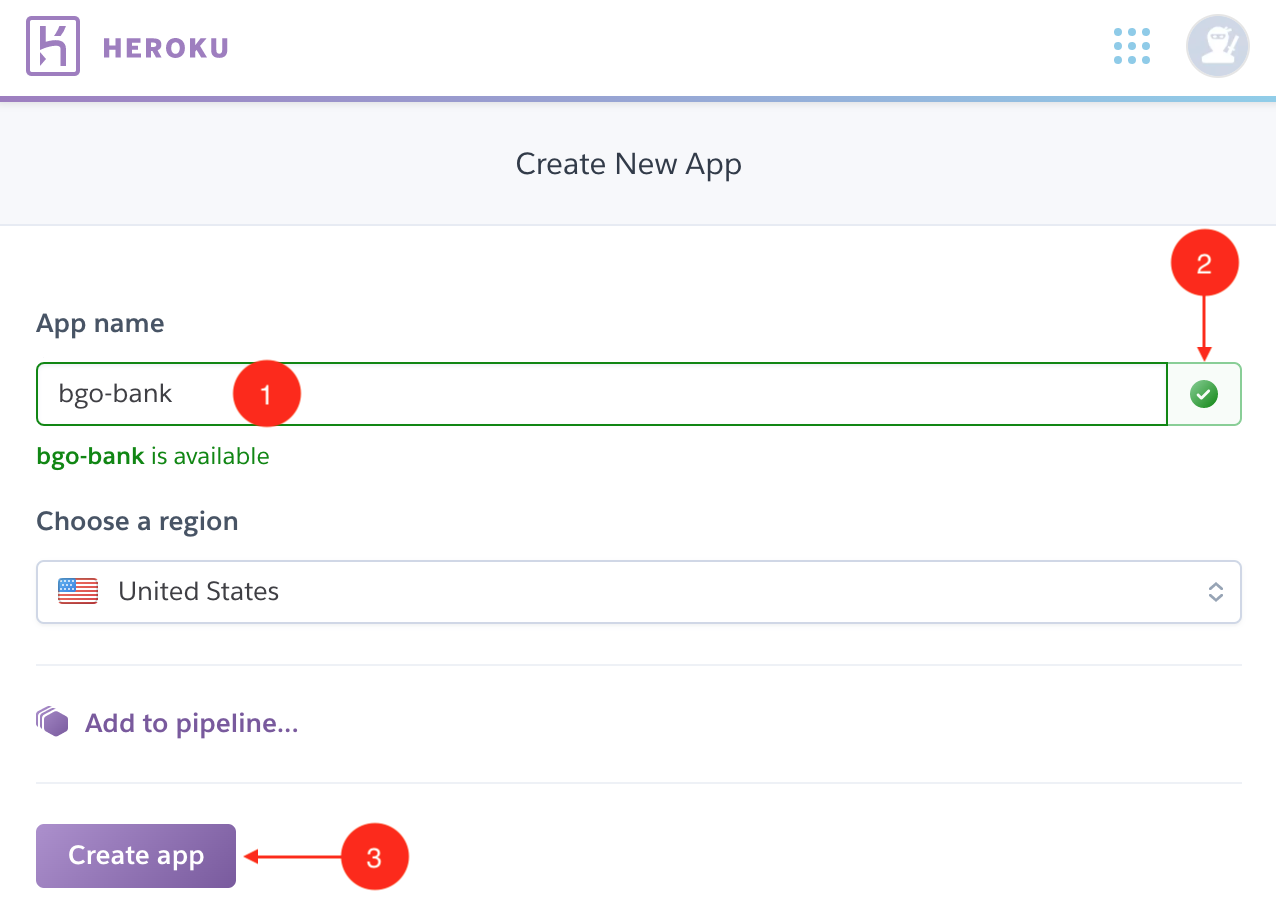 HEROKU
Create New App
2
App name
bgo-bank
1
bgo-bank is available
Choose a region
United States
Add to pipeline...
Create app
3